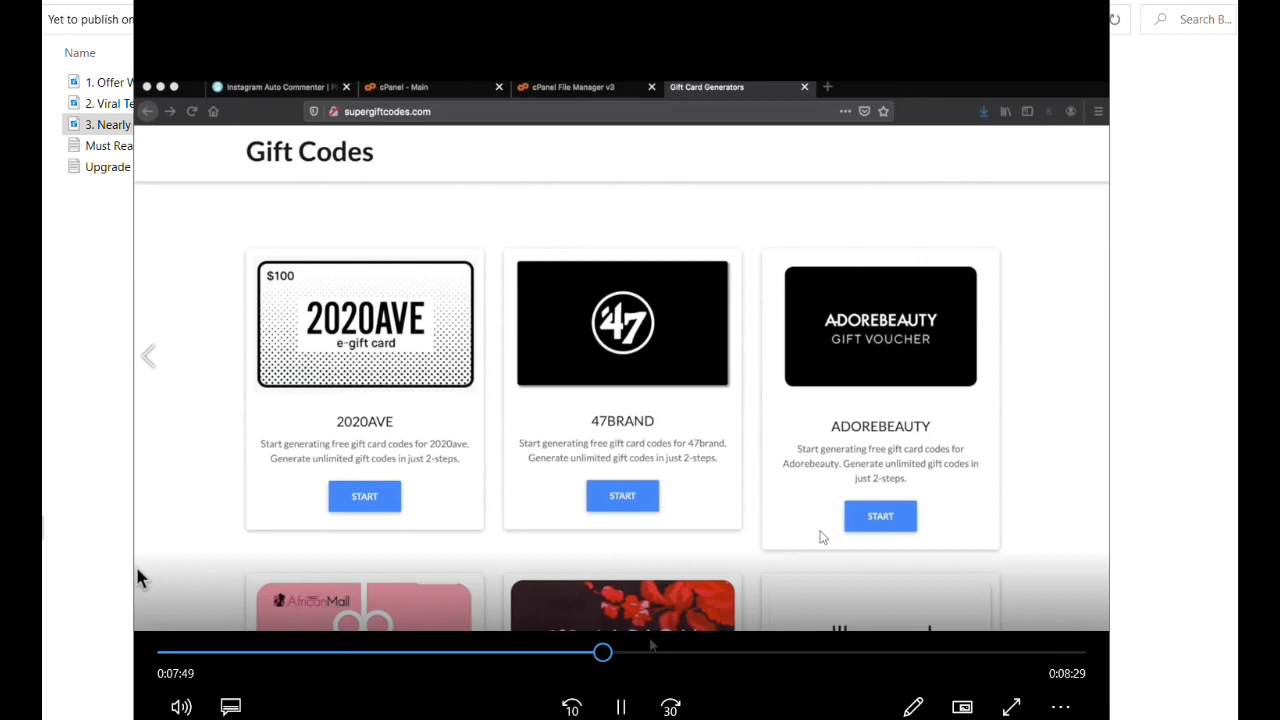 Yet to publish on
Search B...
Name
1. Offer W
2. Viral Te
3. Nearly
Must Rea
Upgrade
Instagram Auto Commenter |
cPanel - Main
cPanel File Manager v3
Gift Card Generators
supergiftcodes.com
Gift Codes
$100
2020AVE
e-gift card
47
ADOREBEAUTY
GIFT VOUCHER
2020AVE
Start generating free gift card codes for 2020ave.
Generate unlimited gift codes in just 2-steps.
START
47BRAND
Start generating free gift card codes for 47brand.
Generate unlimited gift codes in just 2-steps.
START
ADOREBEAUTY
Start generating free gift card codes for
Adorebeauty. Generate unlimited gift codes in
just 2-steps.
START
AfricanMall
0:07:49
0:08:29
10
30